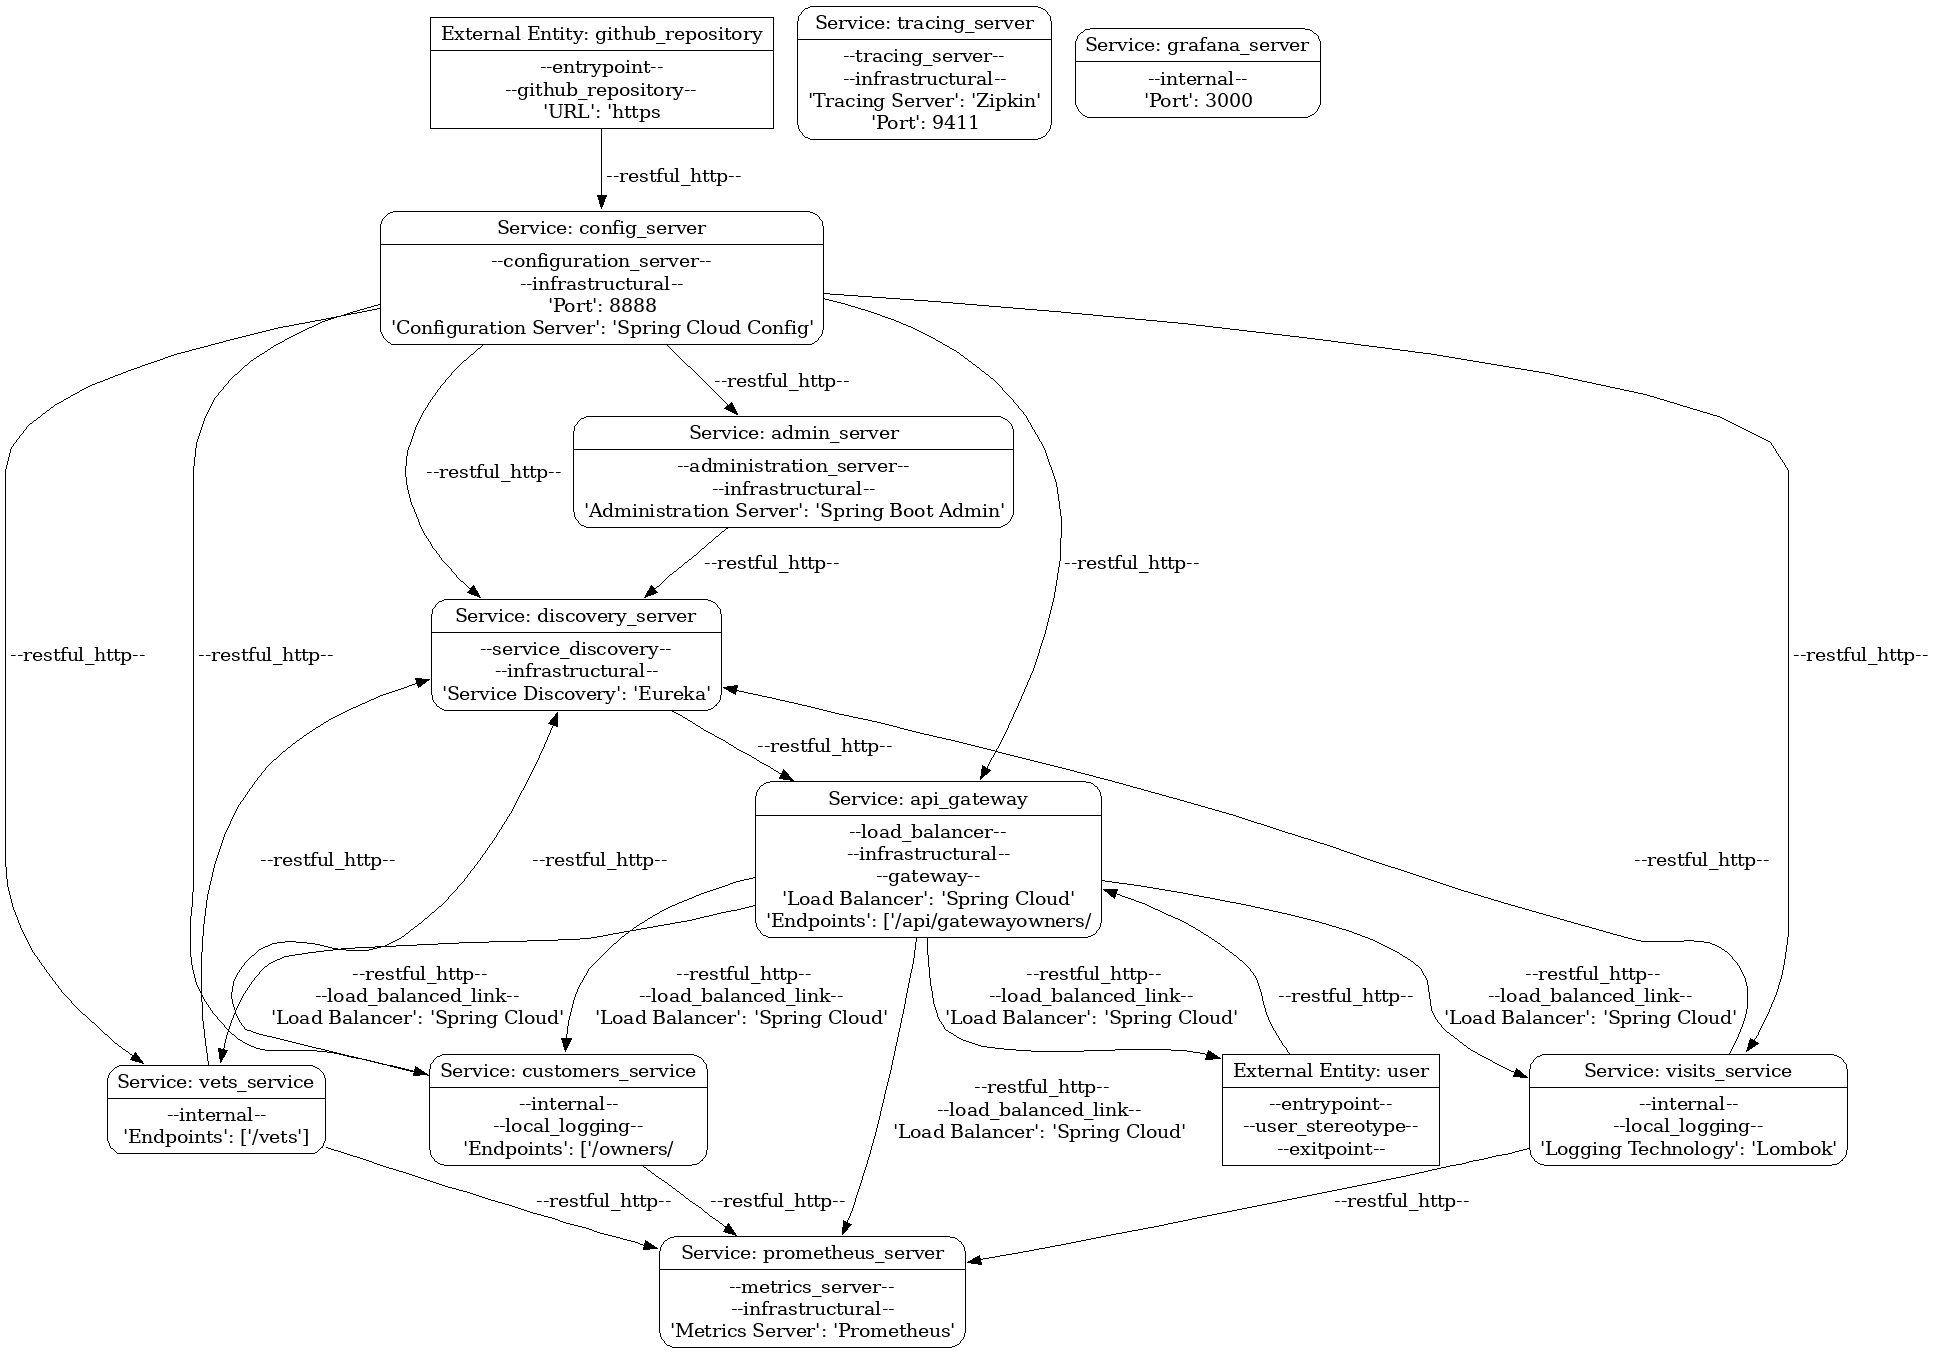 External Entity: github_repository
--entrypoint--
--github_repository--
'URL': 'https
Service: tracing_server
--tracing_server--
--infrastructural--
'Tracing Server': 'Zipkin'
'Port': 9411
Service: grafana_server
--internal--
'Port': 3000
--restful_http--
Service: config_server
--configuration_server--
--infrastructural--
'Port': 8888
'Configuration Server': 'Spring Cloud Config'
--restful_http--
Service: admin_server
--administration_server--
--infrastructural--
'Administration Server': 'Spring Boot Admin'
--restful_http--
--restful_http--
--restful_http--
Service: discovery_server
--service_discovery--
--infrastructural--
'Service Discovery': 'Eureka'
--restful_http--
--restful_http--
--restful_http--
--restful_http--
Service: api_gateway
--load_balancer--
--infrastructural--
--gateway--
'Load Balancer': 'Spring Cloud'
'Endpoints': ['/api/gatewayowners/
--restful_http--
--restful_http--
--restful_http--
--restful_http--
--load_balanced_link--
'Load Balancer': 'Spring Cloud'
--restful_http--
--load_balanced_link--
'Load Balancer': 'Spring Cloud'
--restful_http--
--load_balanced_link--
'Load Balancer': 'Spring Cloud'
--restful_http--
--restful_http--
--load_balanced_link--
'Load Balancer': 'Spring Cloud'
Service: vets_service
--internal--
'Endpoints': ['/vets']
Service: customers_service
--internal--
--local_logging--
'Endpoints': ['/owners/
--restful_http--
--load_balanced_link--
'Load Balancer': 'Spring Cloud'
External Entity: user
--entrypoint--
--user_stereotype--
--exitpoint--
Service: visits_service
--internal--
--local_logging--
'Logging Technology': 'Lombok'
--restful_http--
--restful_http--
--restful_http--
Service: prometheus_server
--metrics_server--
--infrastructural--
'Metrics Server': 'Prometheus'